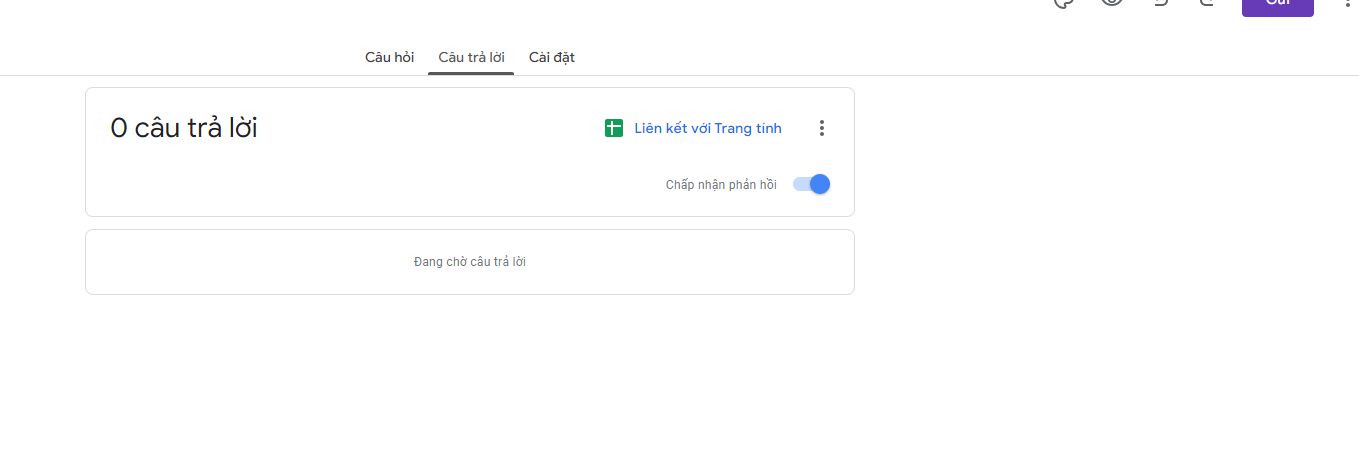 Câu hỏi
Câu trả lời
Cài đặt
0 câu trả lời
Liên kết với Trang tính
Chấp nhận phản hồi
Đang chờ câu trả lời